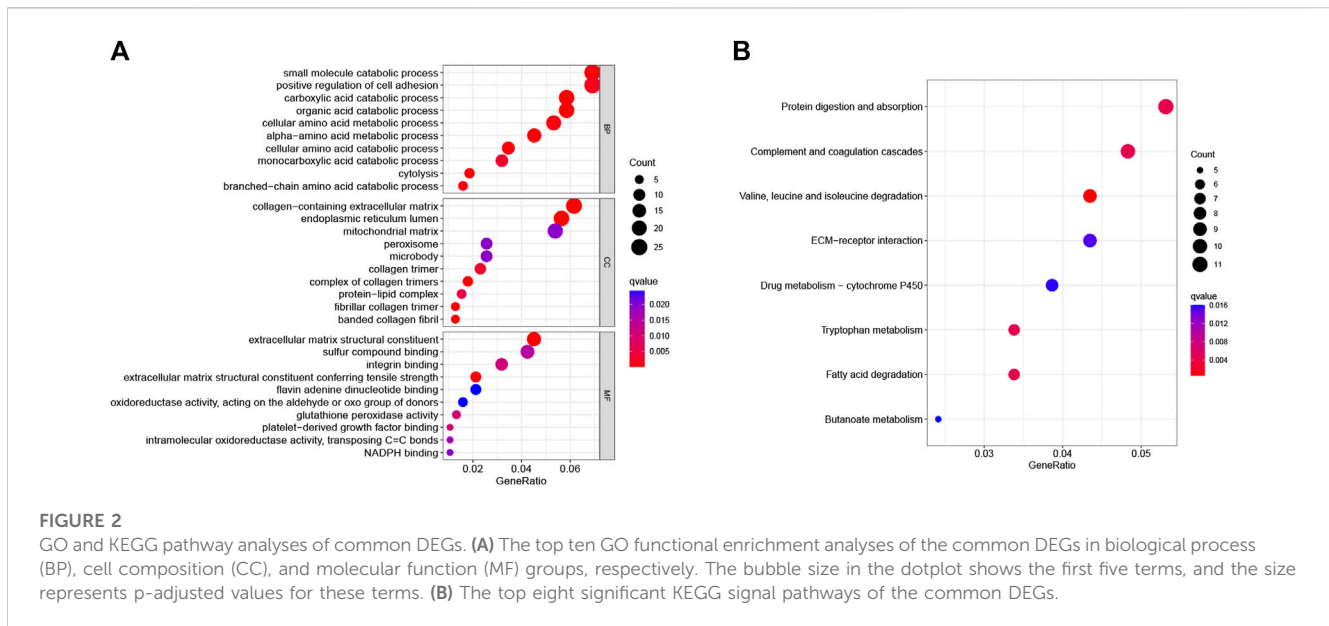 A
small molecule catabolic process
positive regulation of cell adhesion
carboxylic acid catabolic process
organic acid catabolic process
cellular amino acid metabolic process
alpha−amino acid metabolic process
cellular amino acid catabolic process
monocarboxylic acid catabolic process
cytolysis
branched−chain amino acid catabolic process
BP
collagen−containing extracellular matrix
endoplasmic reticulum lumen
mitochondrial matrix
peroxisome
microbody
collagen trimer
complex of collagen trimers
protein−lipid complex
fibrillar collagen trimer
banded collagen fibril
CC
extracellular matrix structural constituent
sulfur compound binding
integrin binding
extracellular matrix structural constituent conferring tensile strength
flavin adenine dinucleotide binding
oxidoreductase activity, acting on the aldehyde or oxo group of donors
glutathione peroxidase activity
platelet−derived growth factor binding
intramolecular oxidoreductase activity, transposing C=C bonds
NADPH binding
MF
0.02 0.04 0.06
GeneRatio
Count
5
10
15
20
25
qvalue
0.020
0.015
0.010
0.005
B
Protein digestion and absorption
Complement and coagulation cascades
Valine, leucine and isoleucine degradation
ECM−receptor interaction
Drug metabolism − cytochrome P450
Tryptophan metabolism
Fatty acid degradation
Butanoate metabolism
0.03 0.04 0.05
GeneRatio
Count
5
6
7
8
9
10
11
qvalue
0.016
0.012
0.008
0.004
FIGURE 2
GO and KEGG pathway analyses of common DEGs. (A) The top ten GO functional enrichment analyses of the common DEGs in biological process
(BP), cell composition (CC), and molecular function (MF) groups, respectively. The bubble size in the dotplot shows the first five terms, and the size
represents p-adjusted values for these terms. (B) The top eight significant KEGG signal pathways of the common DEGs.